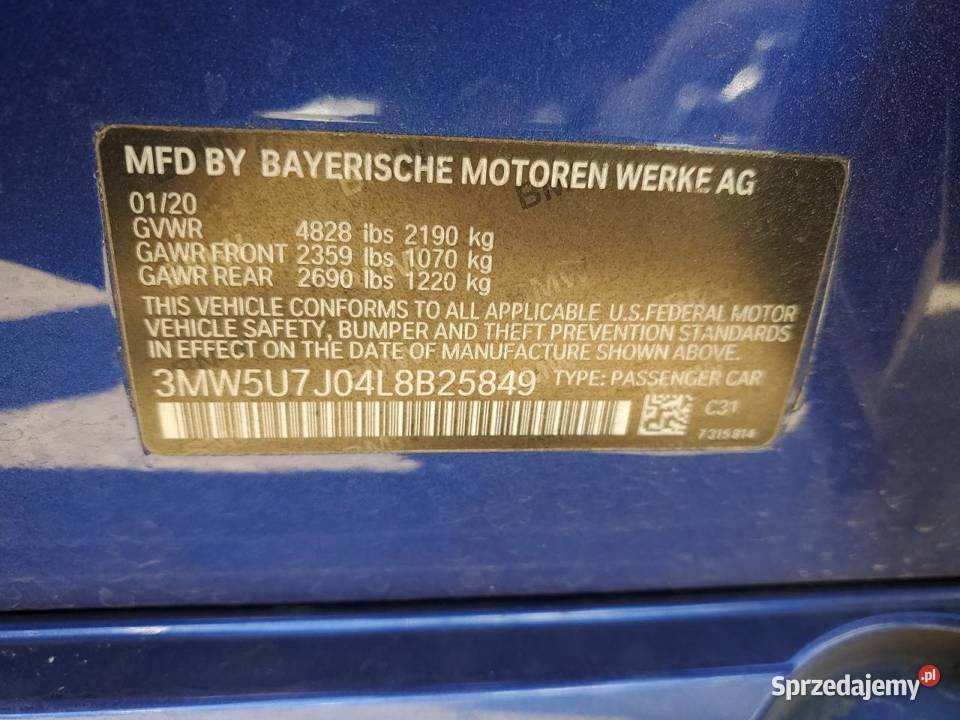 MFD BY BAYERISCHE MOTOREN WERKE AG
01/20
GVWR 4828 lbs 2190 kg
GAWR FRONT 2359 lbs 1070 kg
GAWR REAR 2690 lbs 1220 kg
THIS VEHICLE CONFORMS TO ALL APPLICABLE U.S.FEDERAL MOTOR
VEHICLE SAFETY, BUMPER AND THEFT PREVENTION STANDARDS
IN EFFECT ON THE DATE OF MANUFACTURE SHOWN ABOVE.
3MW5U7J04L8B25849 TYPE: PASSENGER CAR
C31
7315814
Sprzedajemy.pl